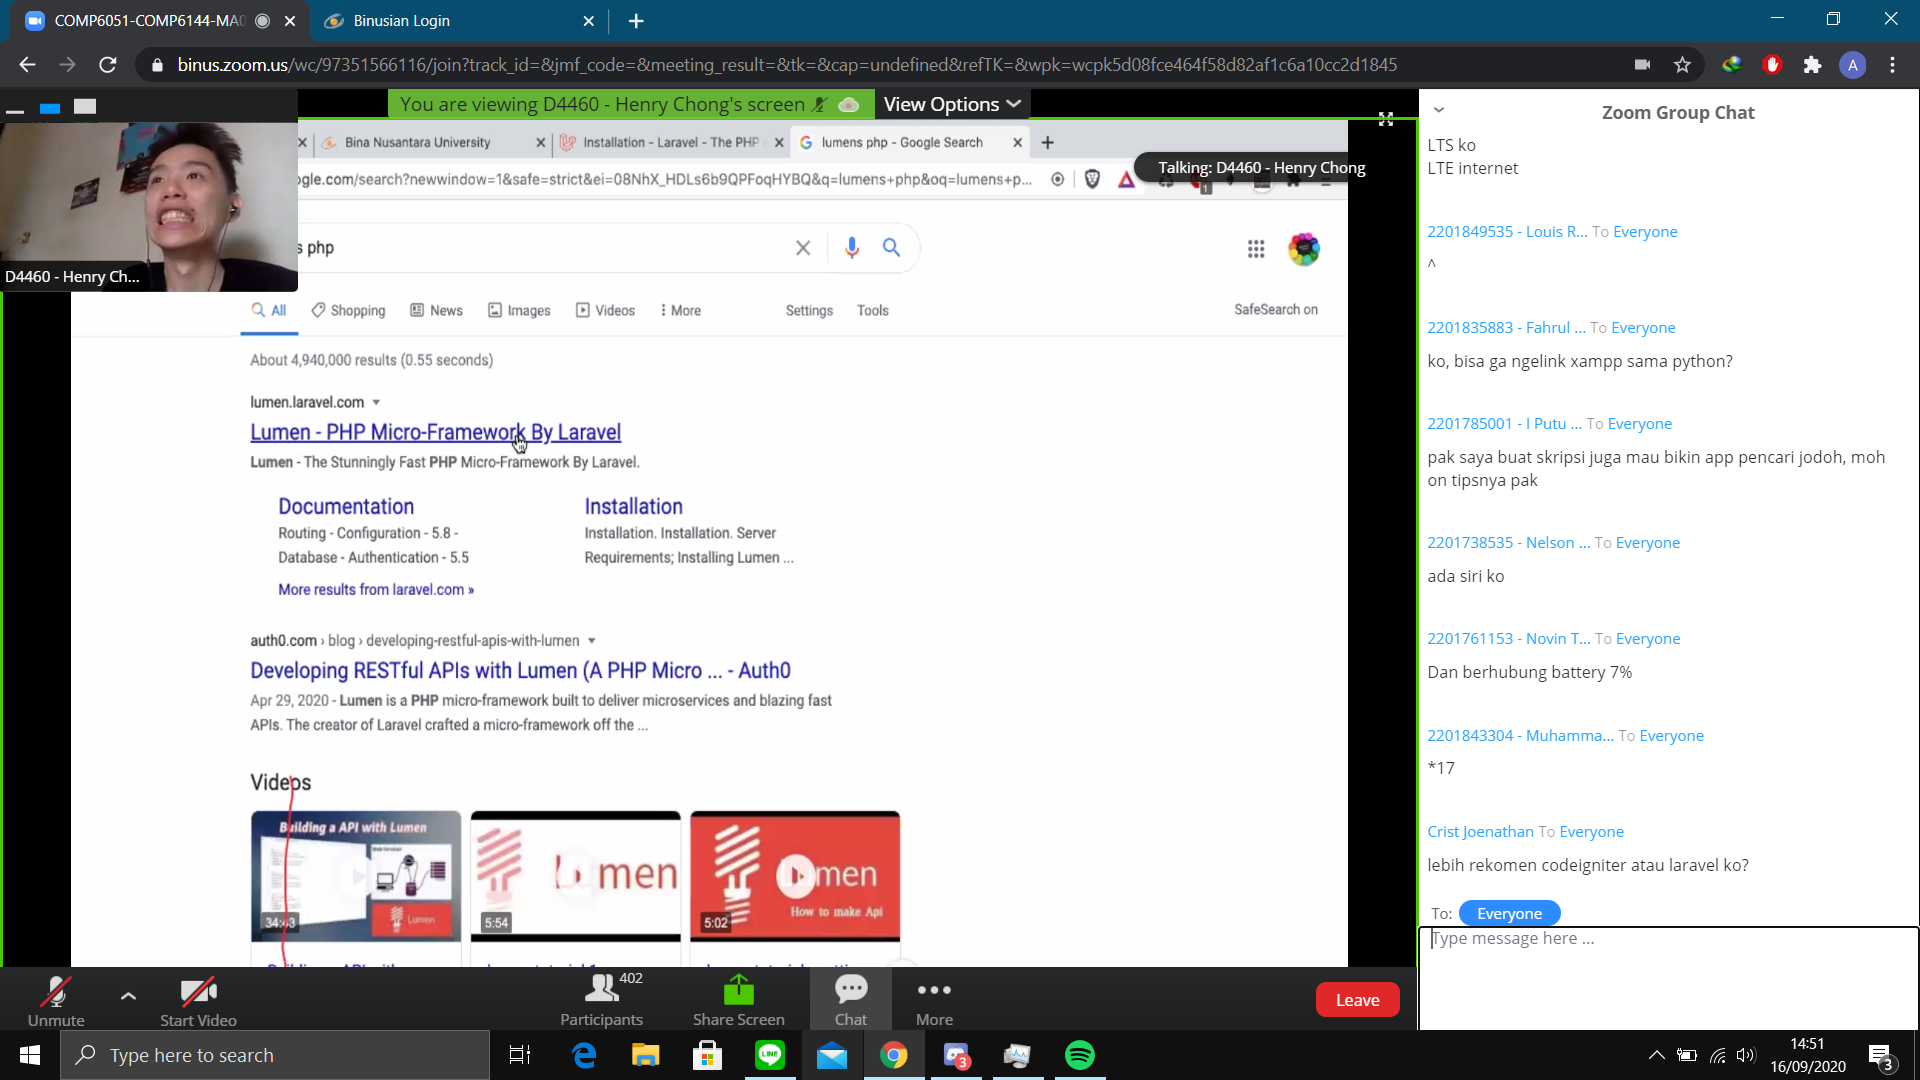 COMP6051-COMP6144-MA0
Binusian Login
binus.zoom.us/wc/97351566116/join?track_id=&jmf_code=&meeting_result=&tk=&cap=undefined&refTK=&wpk=wcpk5d08fce464f58d82af1c6a10cc2d1845
A
You are viewing D4460 - Henry Chong's screen
View Options
Bina Nusantara University
Installation - Laravel - The PHP
lumens php - Google Search
ogle.com/search?newwindow=1&safe=strict&ei=08NhX_HDLs6b9QPFoqHYBQ&q=lumens+php&oq=lumens+p...
1
Talking: D4460 - Henry Chong
D4460 - Henry Ch...
s php
All
Shopping
News
Images
Videos
More
Settings
Tools
SafeSearch on
About 4,940,000 results (0.55 seconds)
lumen.laravel.com
Lumen - PHP Micro-Framework By Laravel
Lumen - The Stunningly Fast PHP Micro-Framework By Laravel.
Documentation
Routing - Configuration - 5.8 -
Database - Authentication - 5.5
Installation
Installation. Installation. Server
Requirements; Installing Lumen ...
More results from laravel.com »
auth0.com › blog › developing-restful-apis-with-lumen
Developing RESTful APIs with Lumen (A PHP Micro ... - Auth0
Apr 29, 2020 - Lumen is a PHP micro-framework built to deliver microservices and blazing fast
APIs. The creator of Laravel crafted a micro-framework off the ...
Videos
Building a API with Lumen
Lumen
34:43
lumen
5:54
lumen
How to make Api
5:02
Zoom Group Chat
LTS ko
LTE internet
2201849535 - Louis R... To Everyone
^
2201835883 - Fahrul ... To Everyone
ko, bisa ga ngelink xampp sama python?
2201785001 - I Putu ... To Everyone
pak saya buat skripsi juga mau bikin app pencari jodoh, moh
on tipsnya pak
2201738535 - Nelson ... To Everyone
ada siri ko
2201761153 - Novin T... To Everyone
Dan berhubung battery 7%
2201843304 - Muhamma... To Everyone
*17
Crist Joenathan To Everyone
lebih rekomen codeigniter atau laravel ko?
To: Everyone
Type message here ...
Unmute
Start Video
402
Participants
Share Screen
Chat
More
Leave
Type here to search
LINE
3
14:51
16/09/2020
3